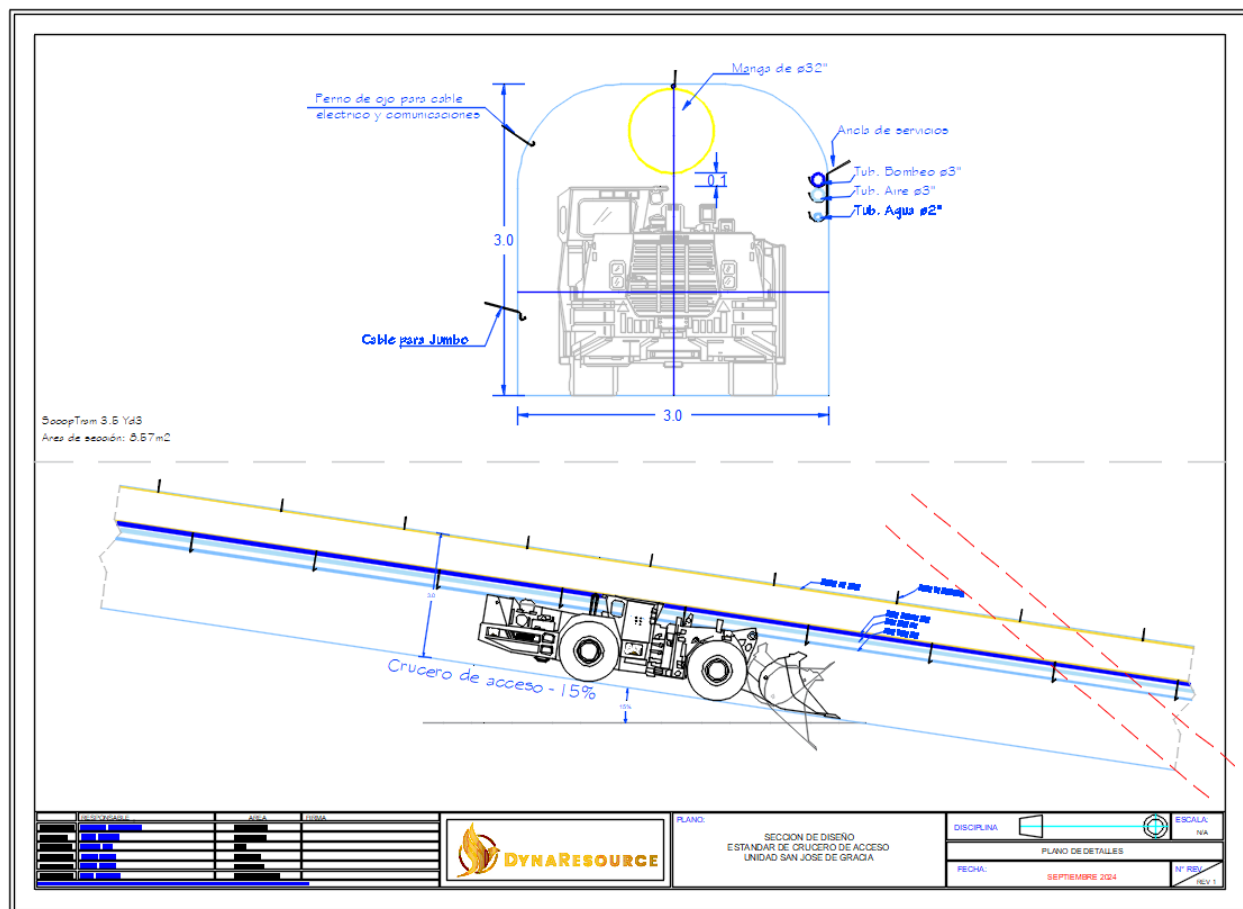 Manga de ø32"
Perno de ojo para cable
electrico y comunicaciones
Ancla de servicios
Tub. Bombeo ø3"
Tub. Aire ø3"
Tub. Agua ø2"
0.1
3.0
Cable para Jumbo
3.0
ScoopTram 3.5 Yd3
Area de sección: 8.57m2
3.0
Crucero de acceso -15%
15%
RESPONSABLE
AREA
FIRMA
DYNARESOURCE
PLANO:
SECCION DE DISEÑO
ESTANDAR DE CRUCERO DE ACCESO
UNIDAD SAN JOSE DE GRACIA
DISCIPLINA
ESCALA:
N/A
PLANO DE DETALLES
FECHA:
SEPTIEMBRE 2024
N° REV
REV 1